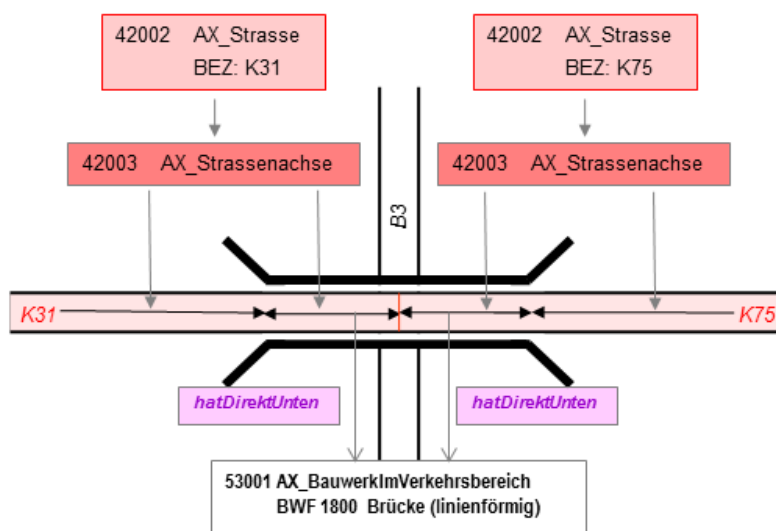 42002 AX_Strasse
BEZ: K31
42002 AX_Strasse
BEZ: K75
42003 AX_Strassenachse
42003 AX_Strassenachse
B3
K31
K75
hatDirektUnten
hatDirektUnten
53001 AX_BauwerkImVerkehrsbereich
BWF 1800 Brücke (linienförmig)